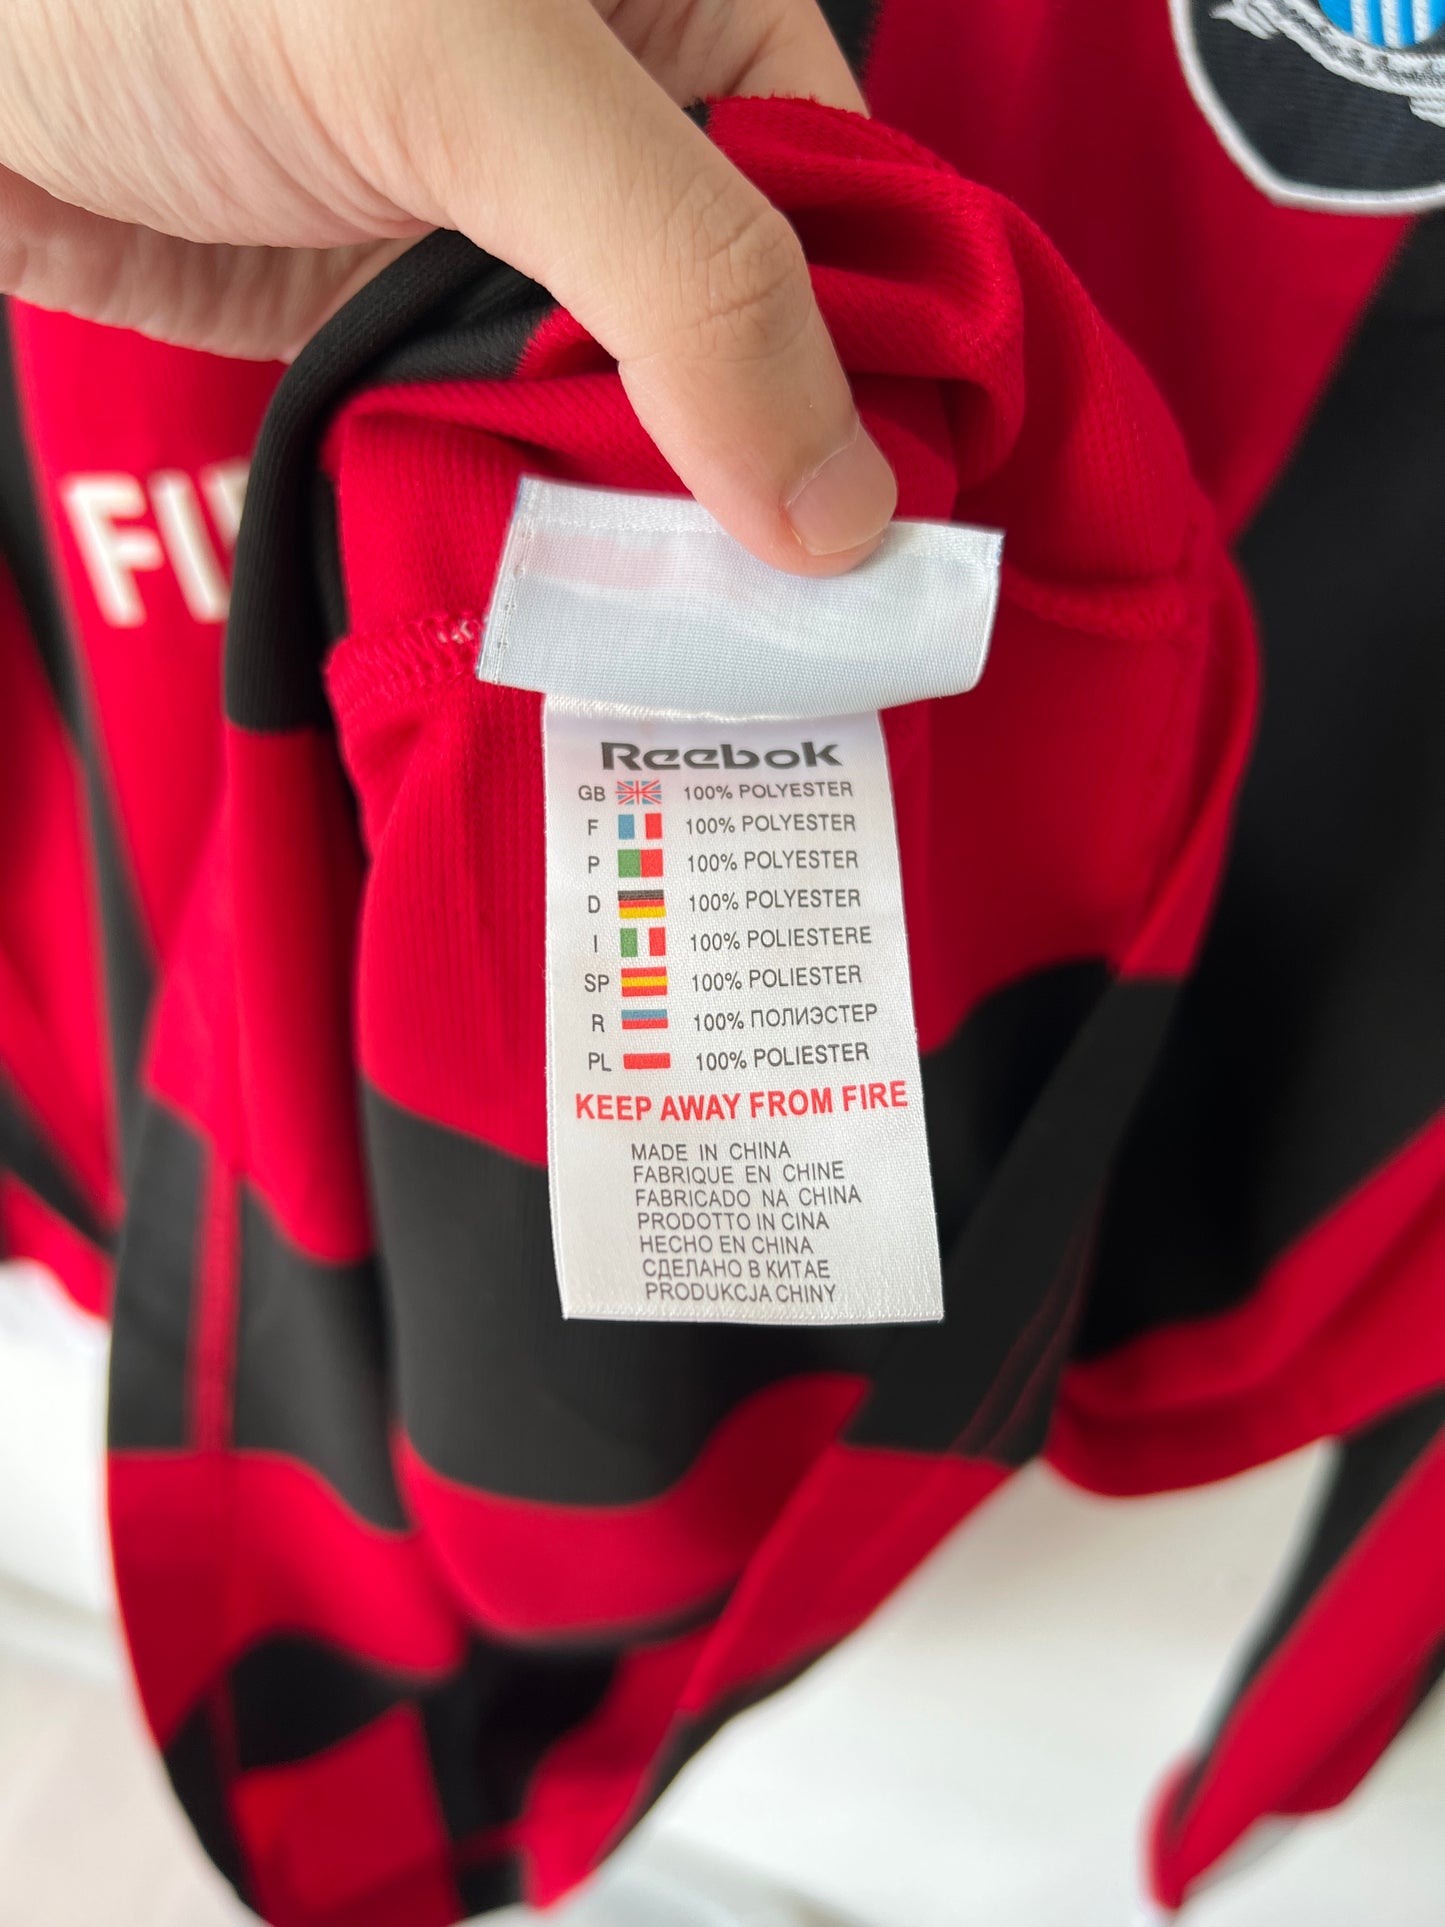 FI
Reebok
GB 100% POLYESTER
F 100% POLYESTER
P 100% POLYESTER
D 100% POLYESTER
I 100% POLIESTERE
SP 100% POLIESTER
R 100% ПОЛИЭСТЕР
PL 100% POLIESTER
KEEP AWAY FROM FIRE
MADE IN CHINA
FABRIQUE EN CHINE
FABRICADO NA CHINA
PRODOTTO IN CINA
HECHO EN CHINA
СДЕЛАНО В КИТАЕ
PRODUKCJA CHINY